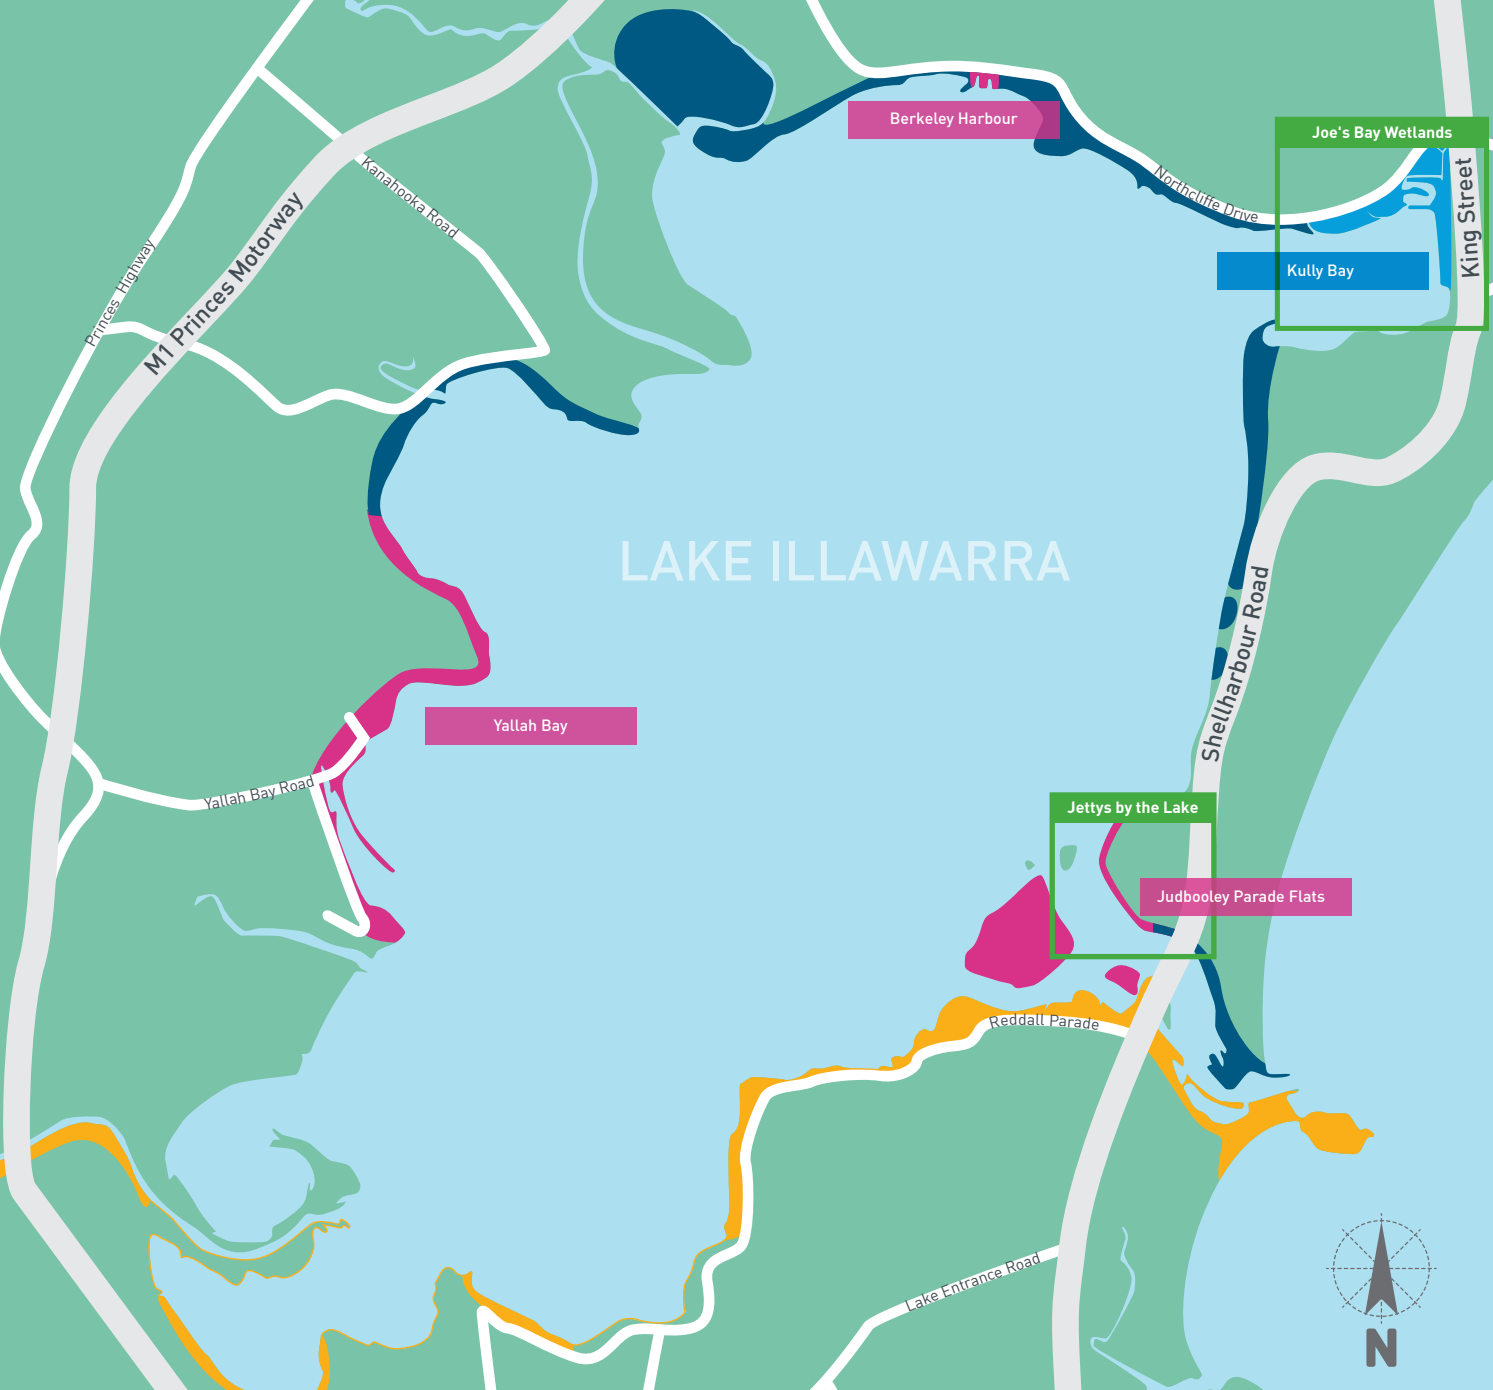 Berkeley Harbour
Joe's Bay Wetlands
Kanahooka Road
Northcliffe Drive
King Street
Princes Highway
M1 Princes Motorway
Kully Bay
LAKE ILLAWARRA
Shellharbour Road
Yallah Bay
Yallah Bay Road
Jettys by the Lake
Judbooley Parade Flats
Reddall Parade
Lake Entrance Road
N